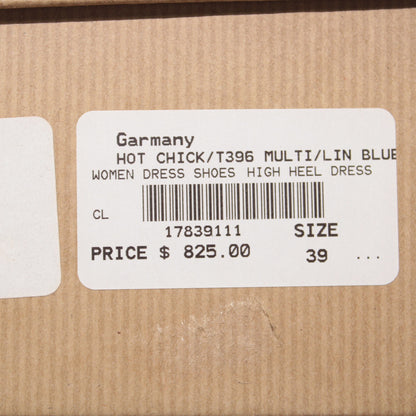 Garmany
HOT CHICK/T396 MULTI/LIN BLUE
WOMEN DRESS SHOES HIGH HEEL DRESS
CL
17839111 SIZE
PRICE $ 825.00 39 ...